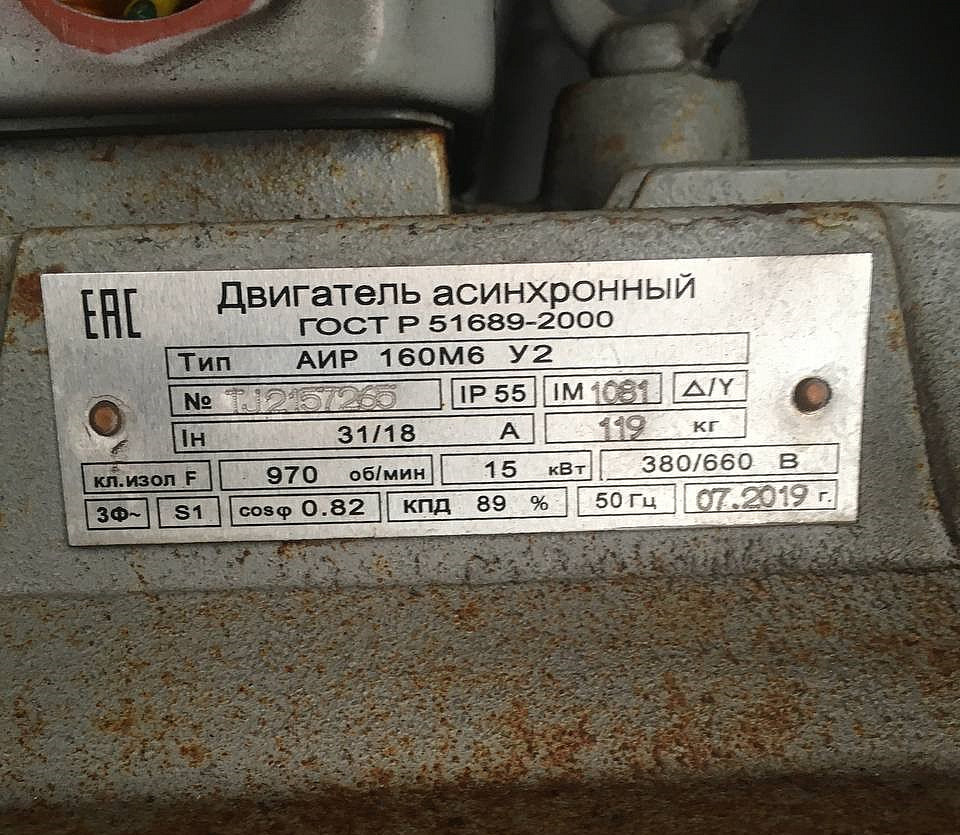 ЕАС Двигатель асинхронный
ГОСТ Р 51689-2000
Тип АИР 160М6 У2
№ TJ2157265 IP 55 IM 1081 Δ/Y
Iн 31/18 А 119 кг
кл.изол F 970 об/мин 15 кВт 380/660 В
3Ф~ S1 cosφ 0.82 КПД 89 % 50 Гц 07.2019 г.